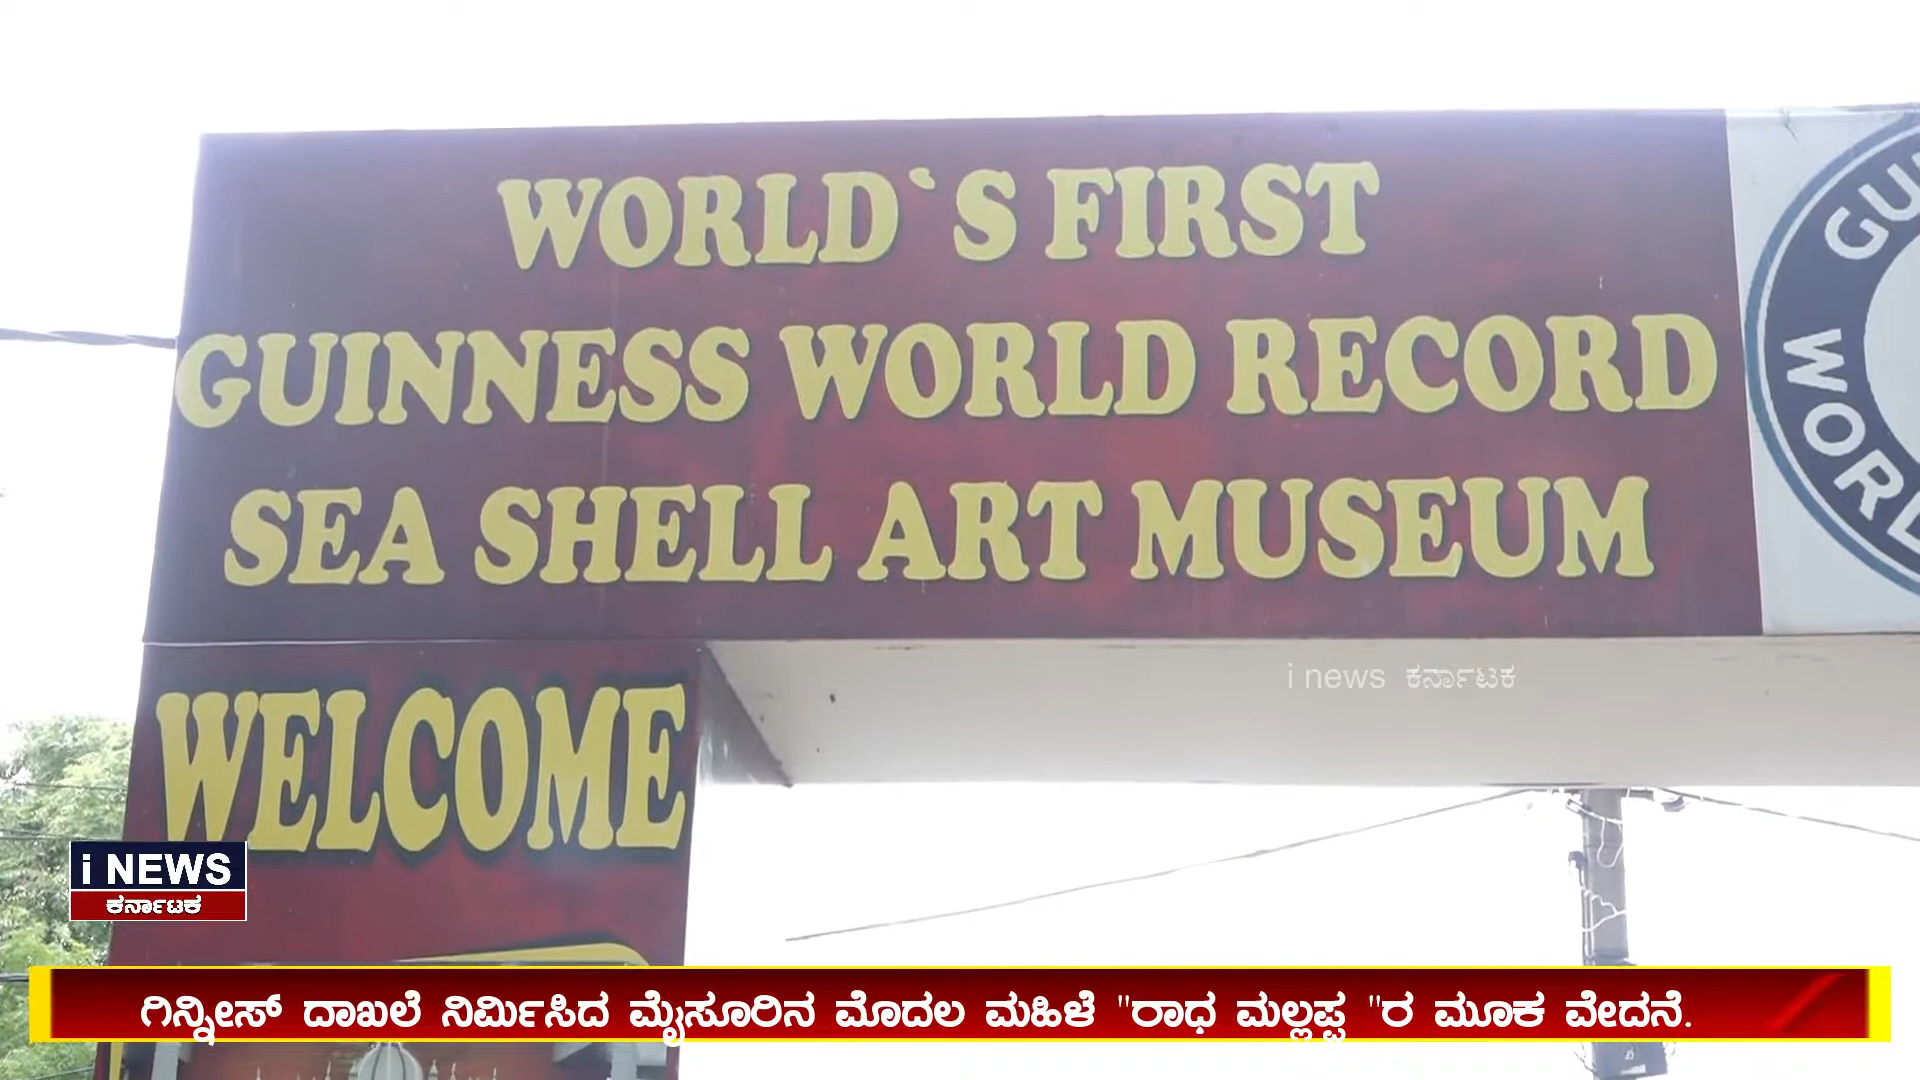 WORLD`S FIRST
GUINNESS WORLD RECORD
SEA SHELL ART MUSEUM
WELCOME
i news ಕರ್ನಾಟಕ
i NEWS
ಕರ್ನಾಟಕ
ಗಿನ್ನೀಸ್ ದಾಖಲೆ ನಿರ್ಮಿಸಿದ ಮೈಸೂರಿನ ಮೊದಲ ಮಹಿಳೆ "ರಾಧ ಮಲ್ಲಪ್ಪ "ರ ಮೂಕ ವೇದನೆ.